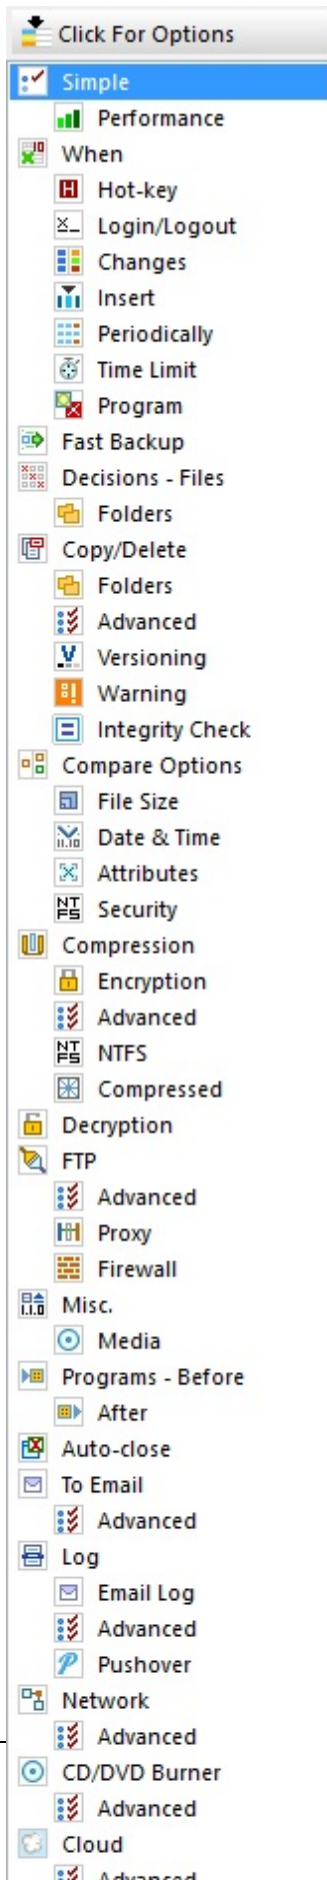 Click For Options
Simple
Performance
When
Hot-key
Login/Logout
Changes
Insert
Periodically
Time Limit
Program
Fast Backup
Decisions - Files
Folders
Copy/Delete
Folders
Advanced
Versioning
Warning
Integrity Check
Compare Options
File Size
Date & Time
Attributes
Security
Compression
Encryption
Advanced
NTFS
Compressed
Decryption
FTP
Advanced
Proxy
Firewall
Misc.
Media
Programs - Before
After
Auto-close
To Email
Advanced
Log
Email Log
Advanced
Pushover
Network
Advanced
CD/DVD Burner
Advanced
Cloud
Advanced